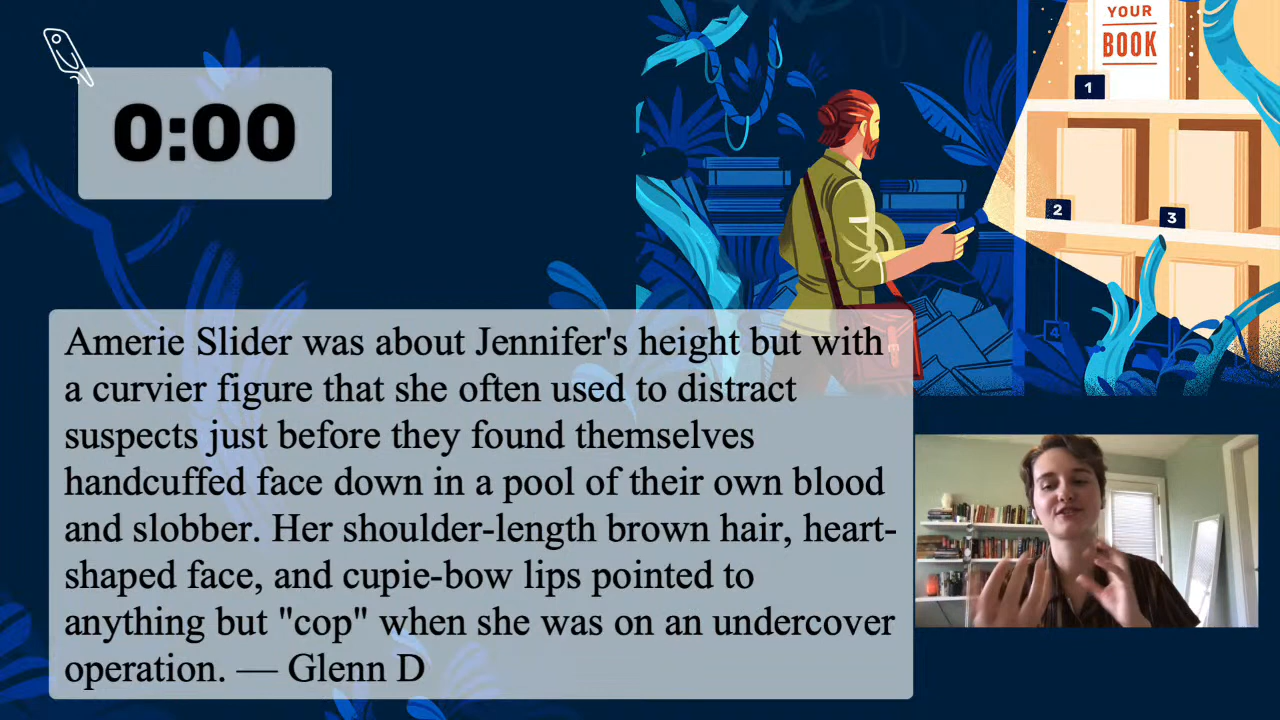 0:00
YOUR
BOOK
1
2
3
4
Amerie Slider was about Jennifer's height but with
a curvier figure that she often used to distract
suspects just before they found themselves
handcuffed face down in a pool of their own blood
and slobber. Her shoulder-length brown hair, heart-
shaped face, and cupie-bow lips pointed to
anything but "cop" when she was on an undercover
operation. — Glenn D